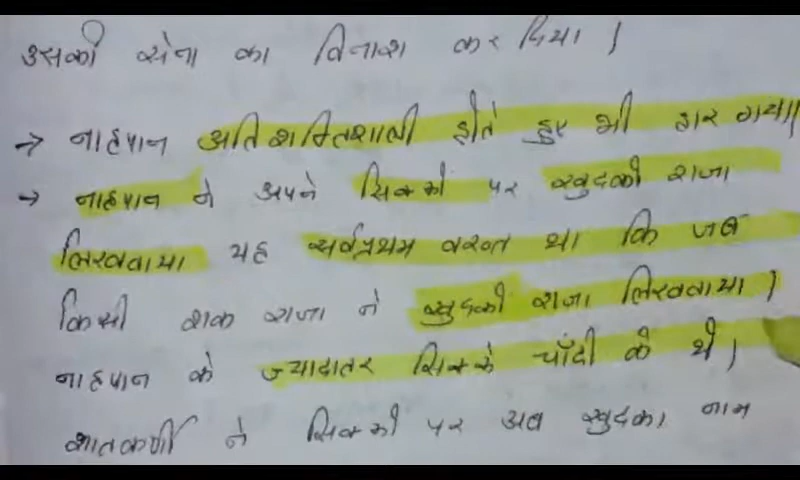 उसकी सेना का विनाश कर दिया।
→ नाहपान अतिशक्तिशाली होते हुए भी हार गया॥
→ नाहपान ने अपने सिक्को पर खुदको राजा
लिखवाया यह सर्वप्रथम वक्त था कि जब
किसी शक राजा ने खुदको राजा लिखवाया।
नाहपान के ज्यादातर सिक्के चाँदी के थे।
शातकर्णी ने सिक्को पर अब खुदका नाम